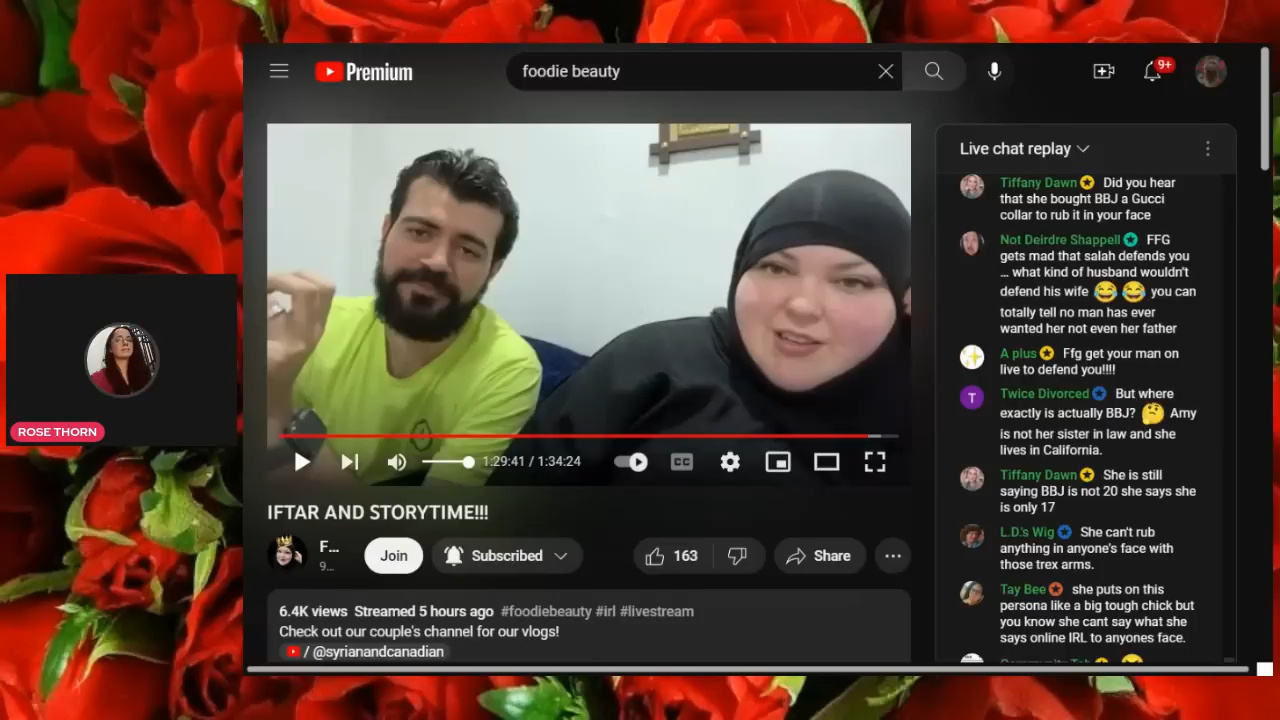 Premium
foodie beauty
9+
Live chat replay
Tiffany Dawn Did you hear
that she bought BBJ a Gucci
collar to rub it in your face
Not Deirdre Shappell FFG
gets mad that salah defends you
... what kind of husband wouldn't
defend his wife 😂 😂 you can
totally tell no man has ever
wanted her not even her father
A plus Ffg get your man on
live to defend you!!!!
T
Twice Divorced But where
exactly is actually BBJ? 🤔 Amy
is not her sister in law and she
lives in California.
Tiffany Dawn She is still
saying BBJ is not 20 she says she
is only 17
L.D.'s Wig She can't rub
anything in anyone's face with
those trex arms.
Tay Bee she puts on this
persona like a big tough chick but
you know she cant say what she
says online IRL to anyones face.
ROSE THORN
1:29:41 / 1:34:24
CC
IFTAR AND STORYTIME!!!
F...
9...
Join
Subscribed
163
Share
6.4K views Streamed 5 hours ago #foodiebeauty #irl #livestream
Check out our couple's channel for our vlogs!
/ @syrianandcanadian